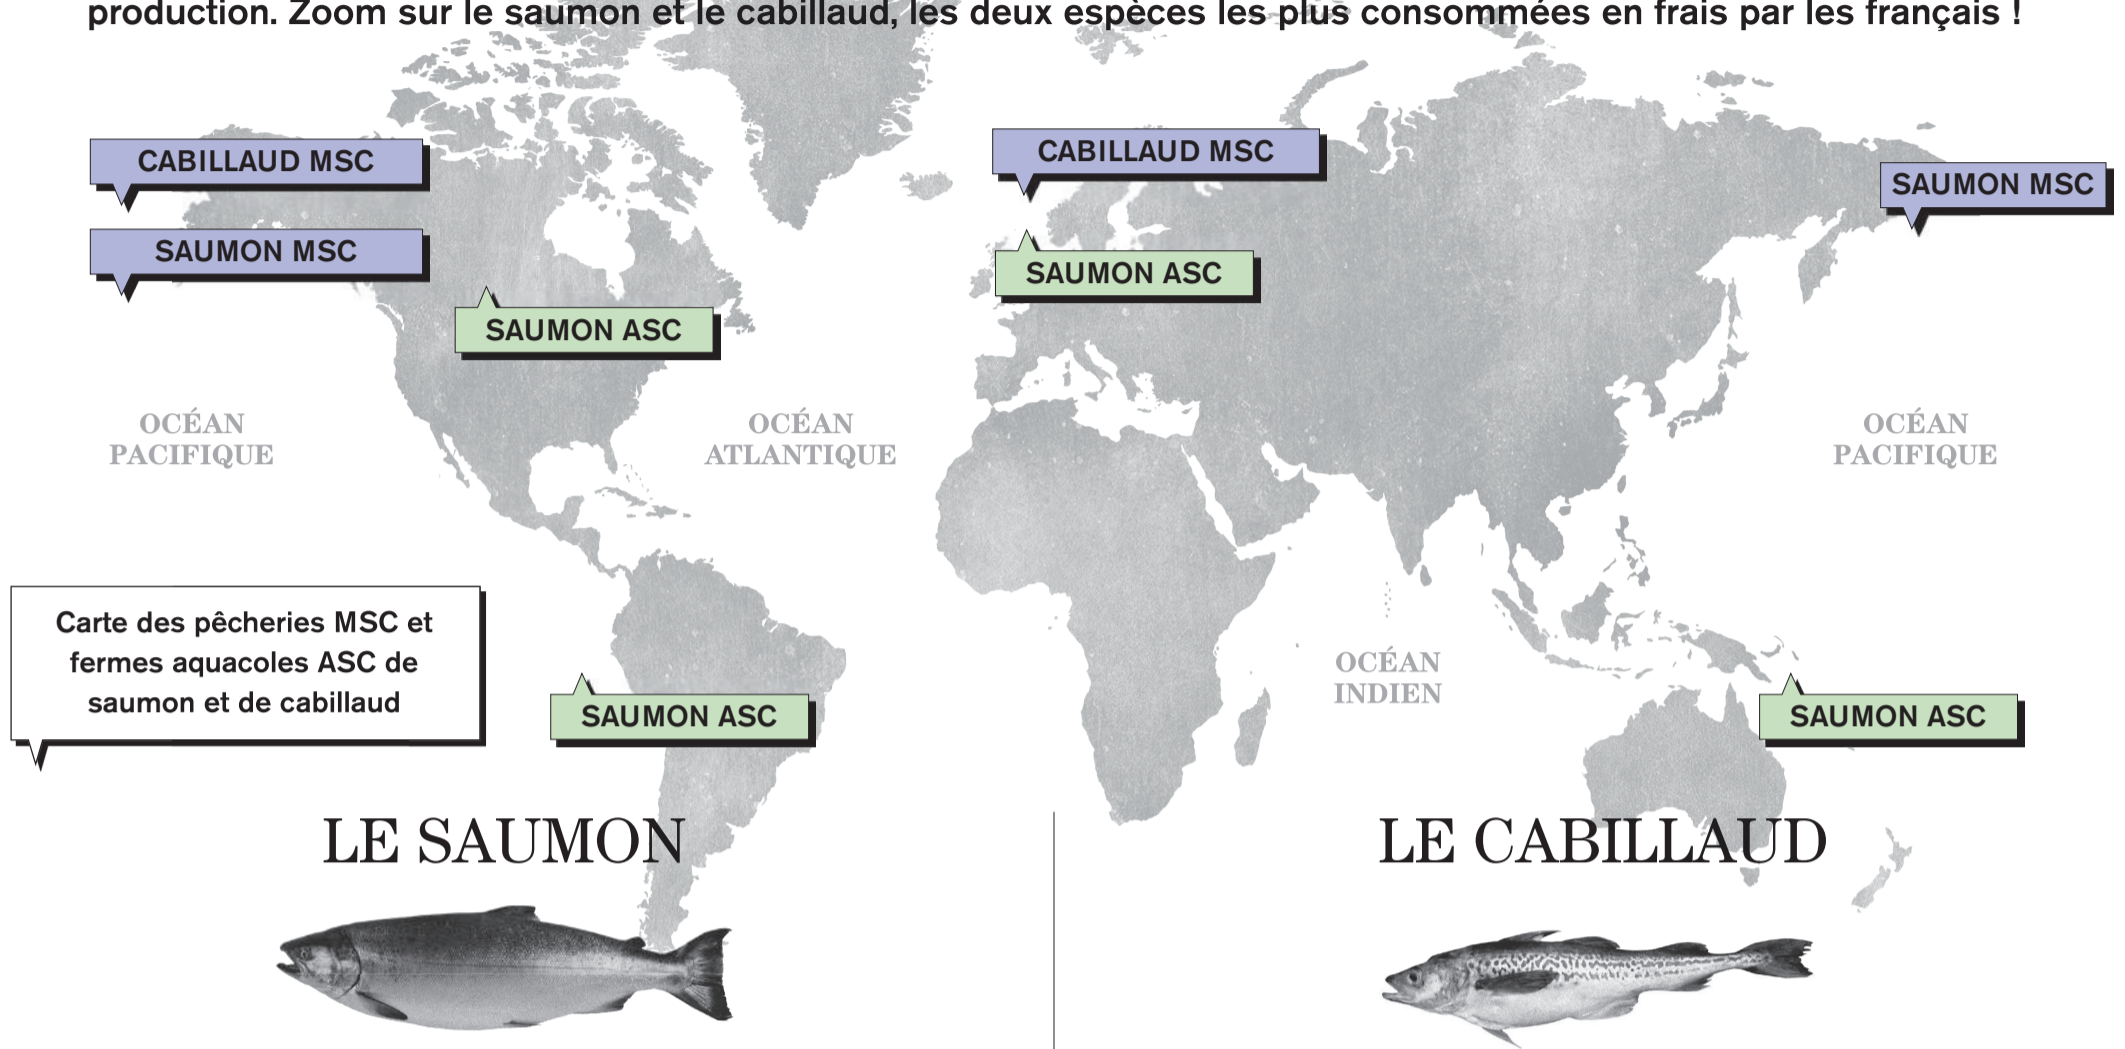 production. Zoom sur le saumon et le cabillaud, les deux espèces les plus consommées en frais par les français !
CABILLAUD MSC
CABILLAUD MSC
SAUMON MSC
SAUMON MSC
SAUMON ASC
SAUMON ASC
OCÉAN
PACIFIQUE
OCÉAN
ATLANTIQUE
OCÉAN
PACIFIQUE
Carte des pêcheries MSC et
fermes aquacoles ASC de
saumon et de cabillaud
OCÉAN
INDIEN
SAUMON ASC
SAUMON ASC
LE SAUMON
LE CABILLAUD